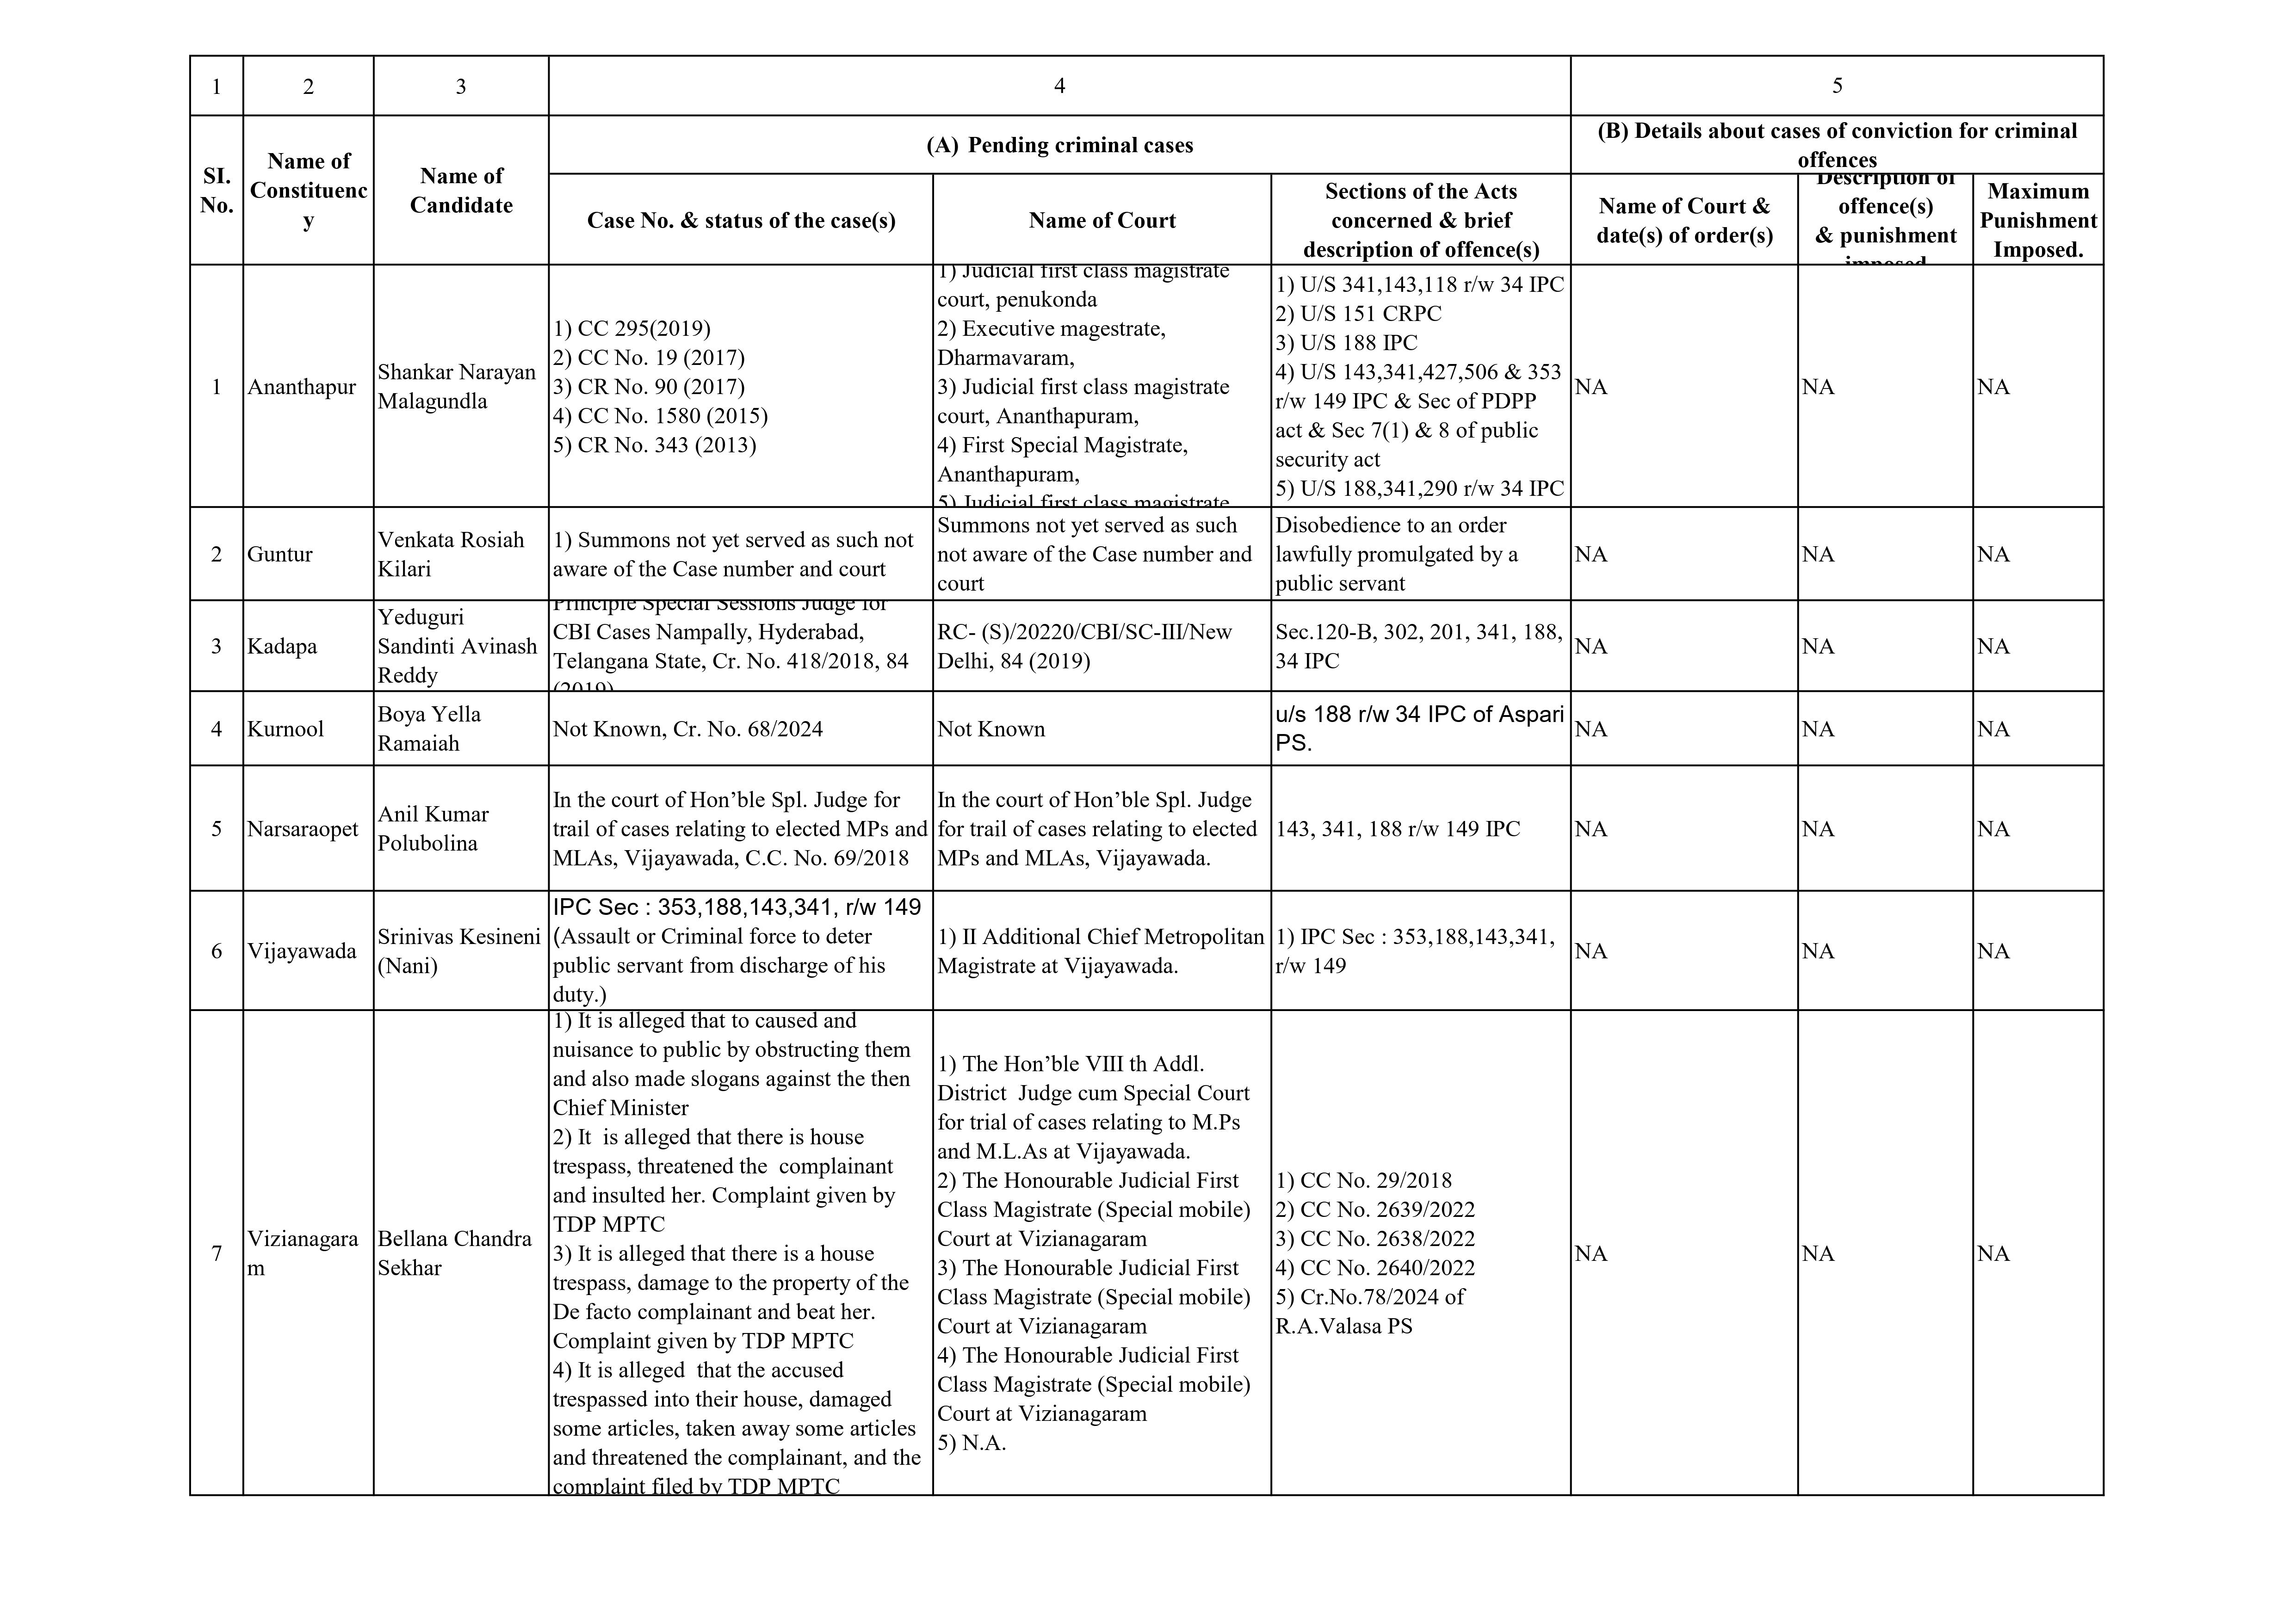 1
2
3
4
5
SI.
No.
Name of
Constituenc
y
Name of
Candidate
(A) Pending criminal cases
(B) Details about cases of conviction for criminal
offences
Case No. & status of the case(s)
Name of Court
Sections of the Acts
concerned & brief
description of offence(s)
Name of Court &
date(s) of order(s)
Description of
offence(s)
& punishment
imposed
Maximum
Punishment
Imposed.
1
Ananthapur
Shankar Narayan
Malagundla
1) CC 295(2019)
2) CC No. 19 (2017)
3) CR No. 90 (2017)
4) CC No. 1580 (2015)
5) CR No. 343 (2013)
1) Judicial first class magistrate
court, penukonda
2) Executive magestrate,
Dharmavaram,
3) Judicial first class magistrate
court, Ananthapuram,
4) First Special Magistrate,
Ananthapuram,
5) Judicial first class magistrate
1) U/S 341,143,118 r/w 34 IPC
2) U/S 151 CRPC
3) U/S 188 IPC
4) U/S 143,341,427,506 & 353
r/w 149 IPC & Sec of PDPP
act & Sec 7(1) & 8 of public
security act
5) U/S 188,341,290 r/w 34 IPC
NA
NA
NA
2
Guntur
Venkata Rosiah
Kilari
1) Summons not yet served as such not
aware of the Case number and court
Summons not yet served as such
not aware of the Case number and
court
Disobedience to an order
lawfully promulgated by a
public servant
NA
NA
NA
3
Kadapa
Yeduguri
Sandinti Avinash
Reddy
Principle Special Sessions Judge for
CBI Cases Nampally, Hyderabad,
Telangana State, Cr. No. 418/2018, 84
(2019)
RC- (S)/20220/CBI/SC-III/New
Delhi, 84 (2019)
Sec.120-B, 302, 201, 341, 188,
34 IPC
NA
NA
NA
4
Kurnool
Boya Yella
Ramaiah
Not Known, Cr. No. 68/2024
Not Known
u/s 188 r/w 34 IPC of Aspari
PS.
NA
NA
NA
5
Narsaraopet
Anil Kumar
Polubolina
In the court of Hon’ble Spl. Judge for
trail of cases relating to elected MPs and
MLAs, Vijayawada, C.C. No. 69/2018
In the court of Hon’ble Spl. Judge
for trail of cases relating to elected
MPs and MLAs, Vijayawada.
143, 341, 188 r/w 149 IPC
NA
NA
NA
6
Vijayawada
Srinivas Kesineni
(Nani)
IPC Sec : 353,188,143,341, r/w 149
(Assault or Criminal force to deter
public servant from discharge of his
duty.)
1) II Additional Chief Metropolitan
Magistrate at Vijayawada.
1) IPC Sec : 353,188,143,341,
r/w 149
NA
NA
NA
7
Vizianagara
m
Bellana Chandra
Sekhar
1) It is alleged that to caused and
nuisance to public by obstructing them
and also made slogans against the then
Chief Minister
2) It  is alleged that there is house
trespass, threatened the  complainant
and insulted her. Complaint given by
TDP MPTC
3) It is alleged that there is a house
trespass, damage to the property of the
De facto complainant and beat her.
Complaint given by TDP MPTC
4) It is alleged  that the accused
trespassed into their house, damaged
some articles, taken away some articles
and threatened the complainant, and the
complaint filed by TDP MPTC
1) The Hon’ble VIII th Addl.
District  Judge cum Special Court
for trial of cases relating to M.Ps
and M.L.As at Vijayawada.
2) The Honourable Judicial First
Class Magistrate (Special mobile)
Court at Vizianagaram
3) The Honourable Judicial First
Class Magistrate (Special mobile)
Court at Vizianagaram
4) The Honourable Judicial First
Class Magistrate (Special mobile)
Court at Vizianagaram
5) N.A.
1) CC No. 29/2018
2) CC No. 2639/2022
3) CC No. 2638/2022
4) CC No. 2640/2022
5) Cr.No.78/2024 of
R.A.Valasa PS
NA
NA
NA